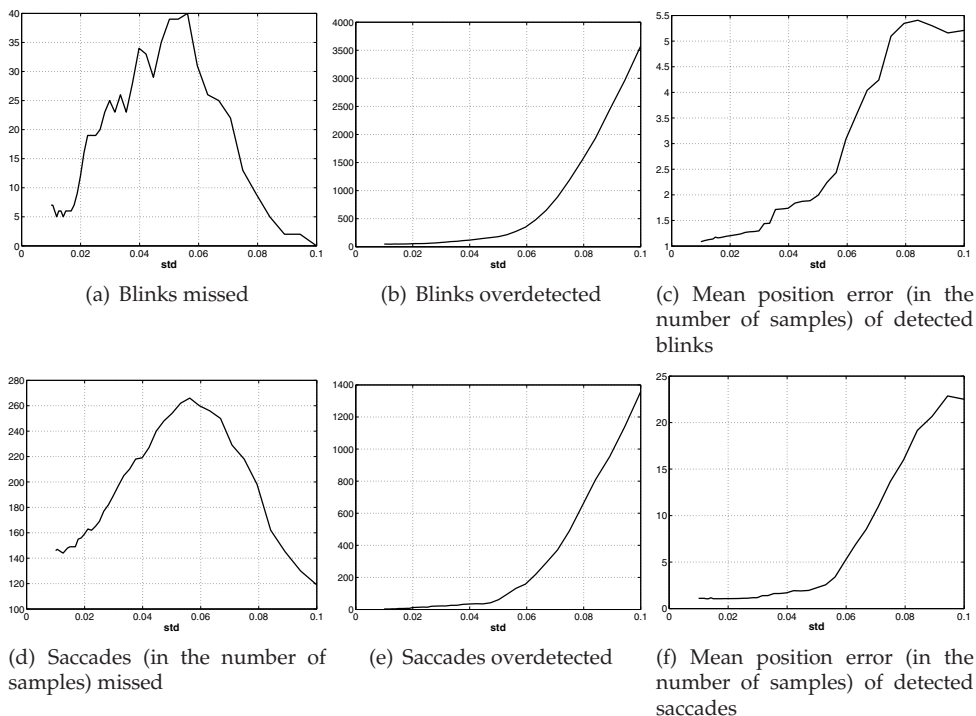 40
35
30
25
20
15
10
5
0
0 0.02 0.04 0.06 0.08 0.1
std
(a) Blinks missed
4000
3500
3000
2500
2000
1500
1000
500
0
0 0.02 0.04 0.06 0.08 0.1
std
(b) Blinks overdetected
5.5
5
4.5
4
3.5
3
2.5
2
1.5
1
0 0.02 0.04 0.06 0.08 0.1
std
(c) Mean position error (in the
number of samples) of detected
blinks
280
260
240
220
200
180
160
140
120
100
0 0.02 0.04 0.06 0.08 0.1
std
(d) Saccades (in the number of
samples) missed
1400
1200
1000
800
600
400
200
0
0 0.02 0.04 0.06 0.08 0.1
std
(e) Saccades overdetected
25
20
15
10
5
0
0 0.02 0.04 0.06 0.08 0.1
std
(f) Mean position error (in the
number of samples) of detected
saccades